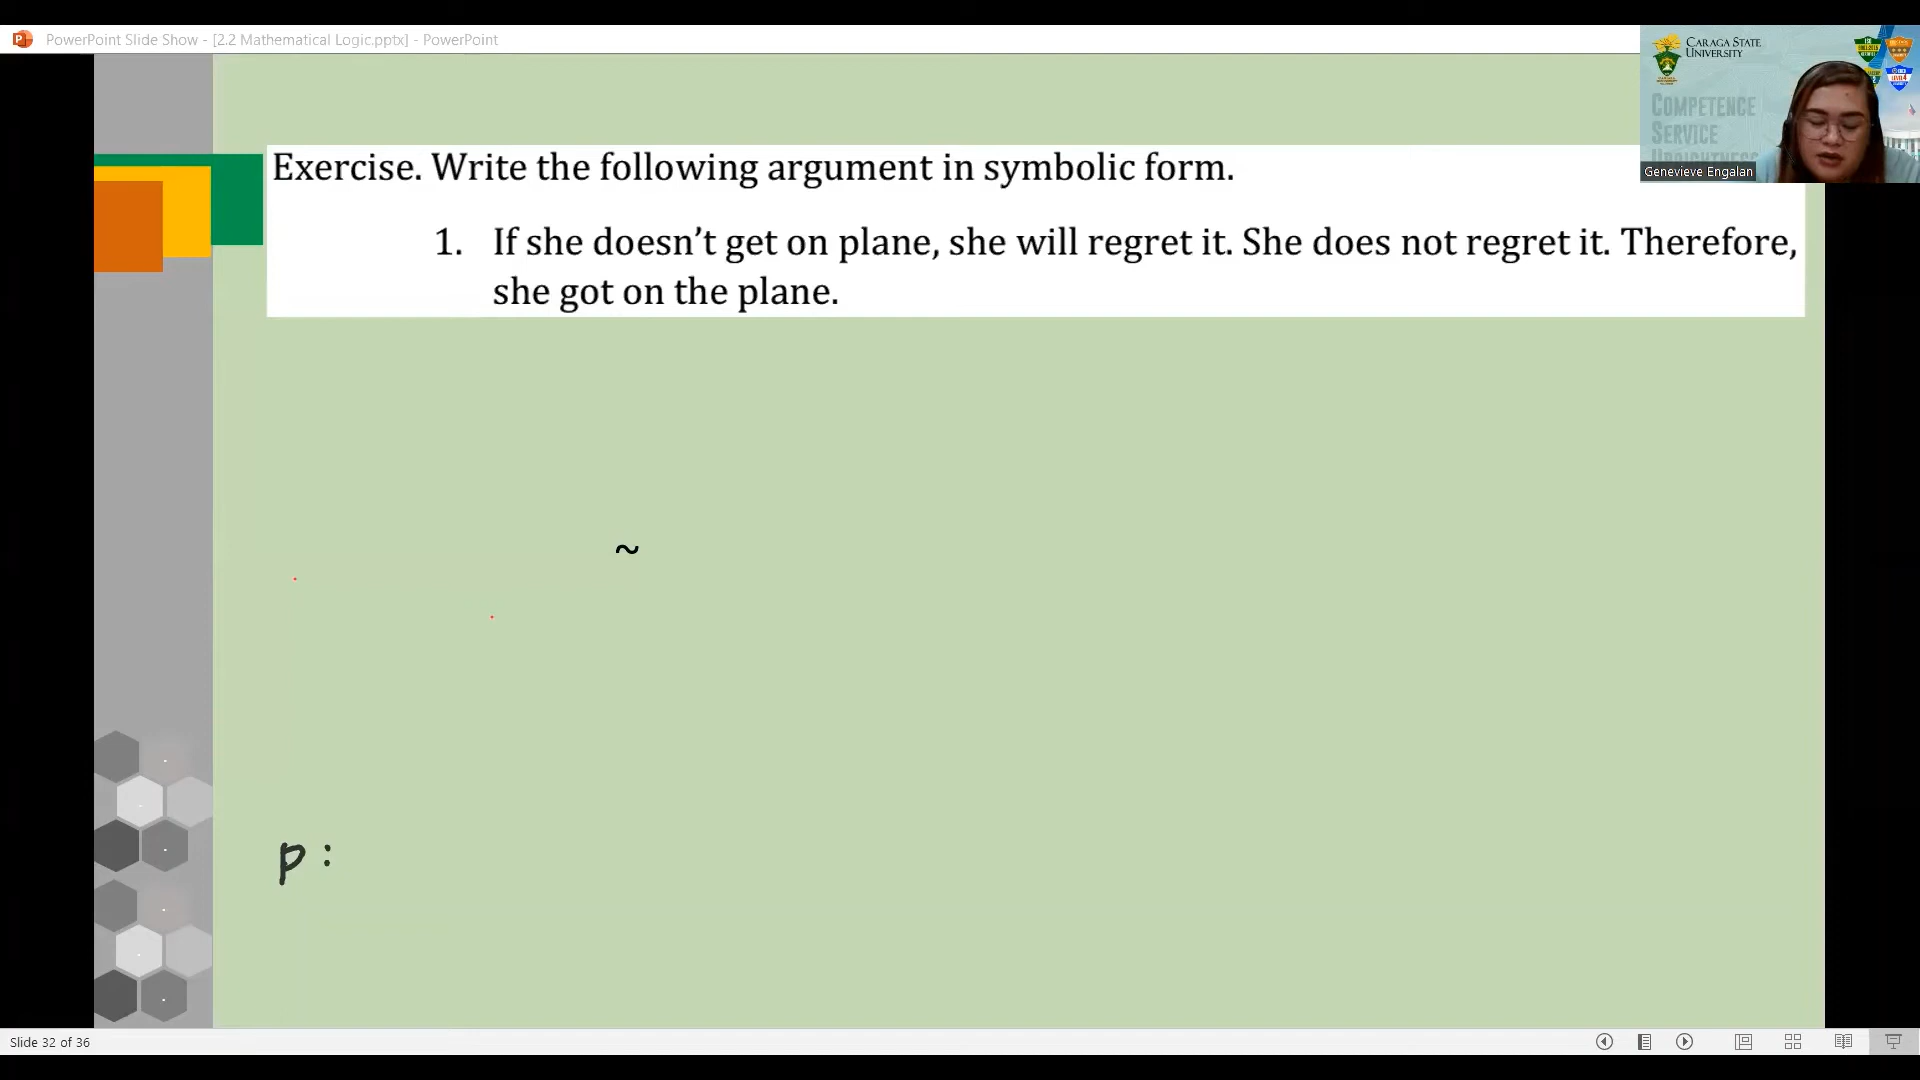 PowerPoint Slide Show - [2.2 Mathematical Logic.pptx] - PowerPoint
CARAGA STATE
UNIVERSITY
COMPETENCE
SERVICE
UPRIGHTNESS
Genevieve Engalan
Exercise. Write the following argument in symbolic form.
1. If she doesn’t get on plane, she will regret it. She does not regret it. Therefore,
she got on the plane.
~
p :
Slide 32 of 36